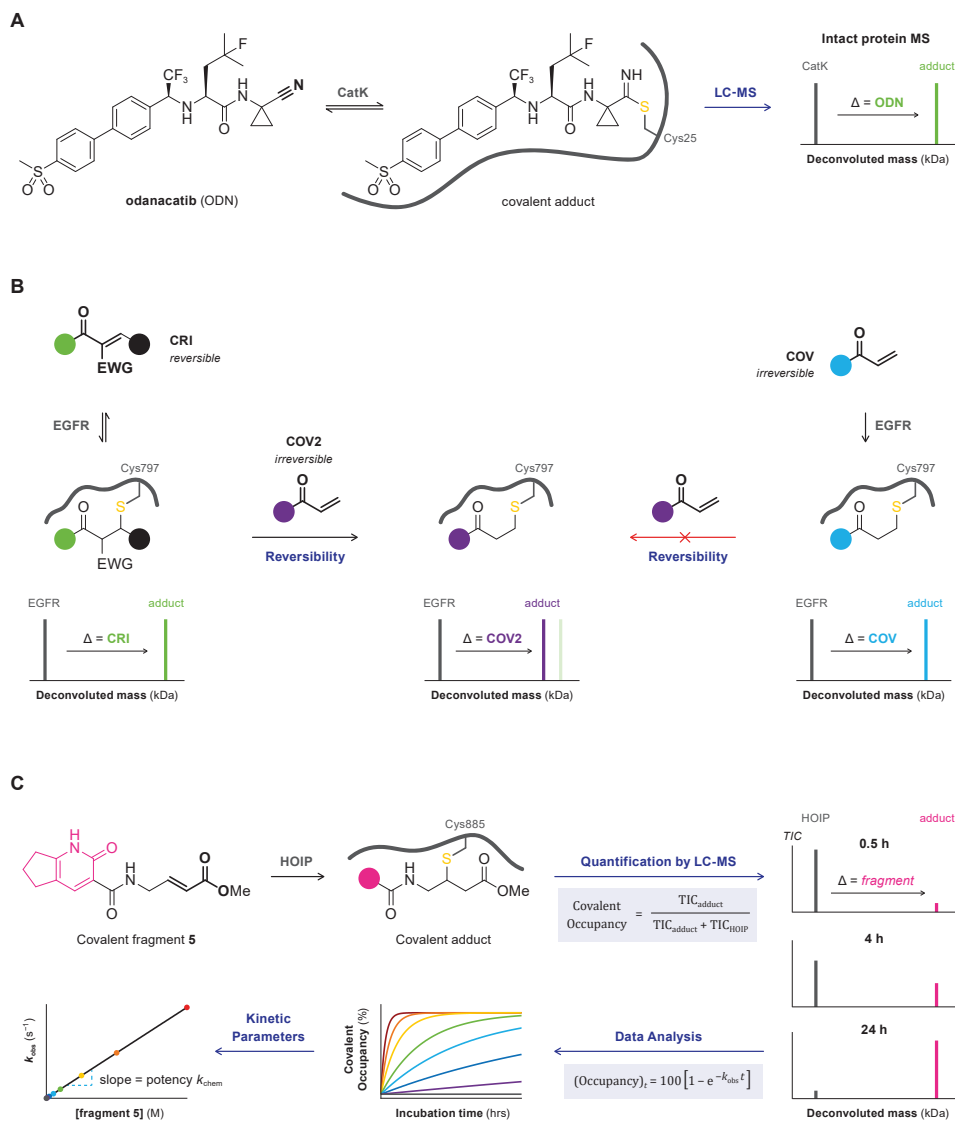 A
F
CF3
H
N
N
N
H
O
S
O O
odanacatib (ODN)
CatK
F
CF3
H
N
NH
N
H
O
S
Cys25
S
O O
covalent adduct
LC-MS
Intact protein MS
CatK
adduct
Δ = ODN
Deconvoluted mass (kDa)
B
O
EWG
CRI
reversible
EGFR
Cys797
S
O
EWG
EGFR
adduct
Δ = CRI
Deconvoluted mass (kDa)
COV2
irreversible
O
Reversibility
Cys797
S
O
EGFR
adduct
Δ = COV2
Deconvoluted mass (kDa)
O
Reversibility
COV
irreversible
O
EGFR
Cys797
S
O
EGFR
adduct
Δ = COV
Deconvoluted mass (kDa)
C
H
N
O
H
N
O
O
OMe
Covalent fragment 5
HOIP
Cys885
S
H
N
O
O
OMe
Covalent adduct
Quantification by LC-MS
Covalent Occupancy = TICadduct / TICadduct + TICHOIP
TIC
HOIP
adduct
0.5 h
Δ = fragment
4 h
24 h
Deconvoluted mass (kDa)
Data Analysis
(Occupancy)t = 100 [1 − e−kobs t]
Covalent
Occupancy (%)
Incubation time (hrs)
Kinetic
Parameters
kobs (s−1)
slope = potency kchem
[fragment 5] (M)